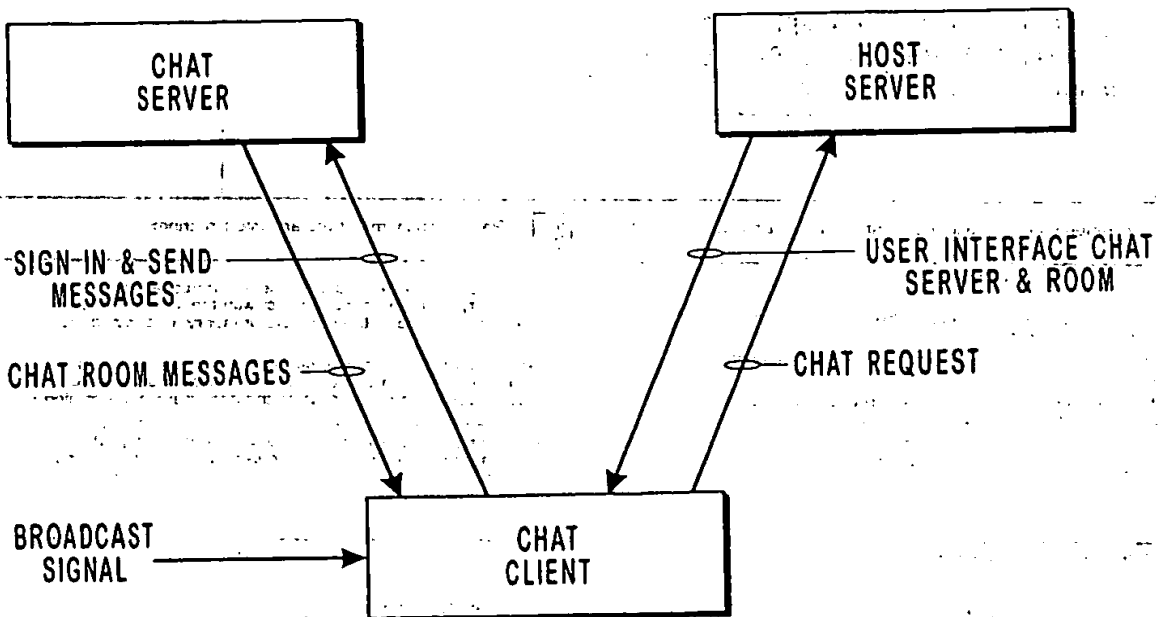 CHAT
SERVER
HOST
SERVER
SIGN-IN & SEND
MESSAGES
USER INTERFACE CHAT
SERVER & ROOM
CHAT ROOM MESSAGES
CHAT REQUEST
BROADCAST
SIGNAL
CHAT
CLIENT